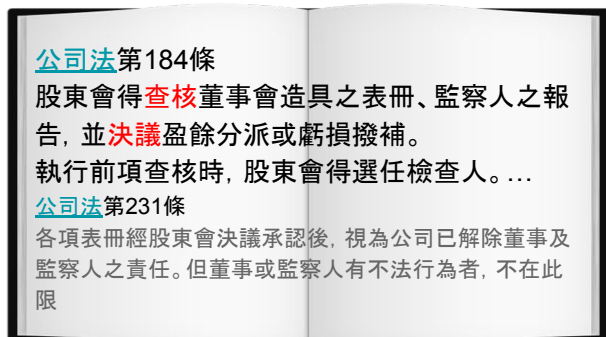 公司法第184條
股東會得查核董事會造具之表冊、監察人之報
告, 並決議盈餘分派或虧損撥補。
執行前項查核時, 股東會得選任檢查人。...
公司法第231條
各項表冊經股東會決議承認後, 視為公司已解除董事及
監察人之責任。但董事或監察人有不法行為者, 不在此
限